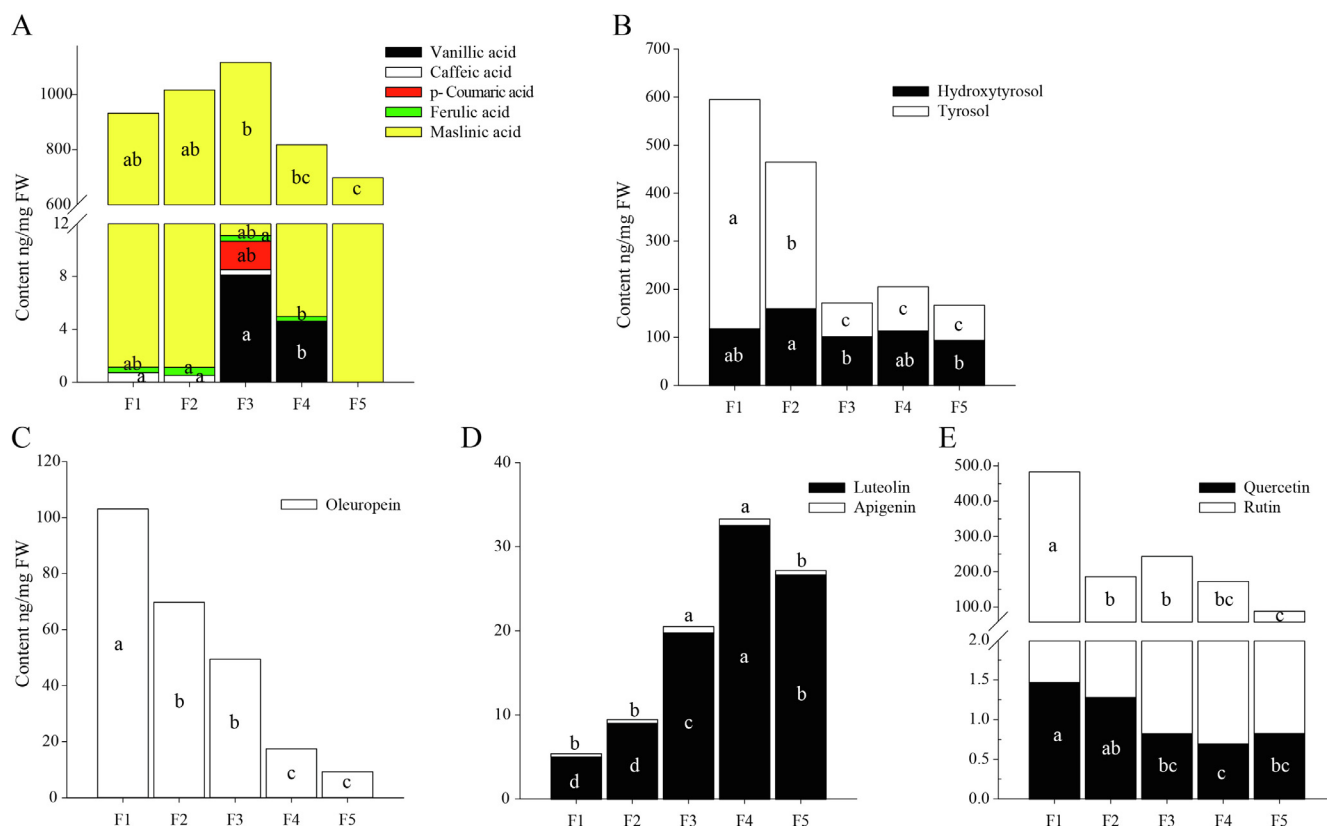 A
Vanillic acid
Caffeic acid
p- Coumaric acid
Ferulic acid
Maslinic acid
Content ng/mg FW
1000
800
600
12
8
4
0
ab
ab
b
bc
c
ab
a
ab
a
b
b
ab
a
a
a
F1
F2
F3
F4
F5
B
Hydroxytyrosol
Tyrosol
Content ng/mg FW
700
600
500
400
300
200
100
0
a
b
c
c
c
ab
a
b
ab
b
F1
F2
F3
F4
F5
C
Oleuropein
Content ng/mg FW
120
100
80
60
40
20
0
a
b
b
c
c
F1
F2
F3
F4
F5
D
Luteolin
Apigenin
40
30
20
10
0
b
b
a
a
b
d
d
c
a
b
F1
F2
F3
F4
F5
E
Quercetin
Rutin
500.0
400.0
300.0
200.0
100.0
2.0
1.5
1.0
0.5
0.0
a
b
b
bc
c
a
ab
bc
c
bc
F1
F2
F3
F4
F5